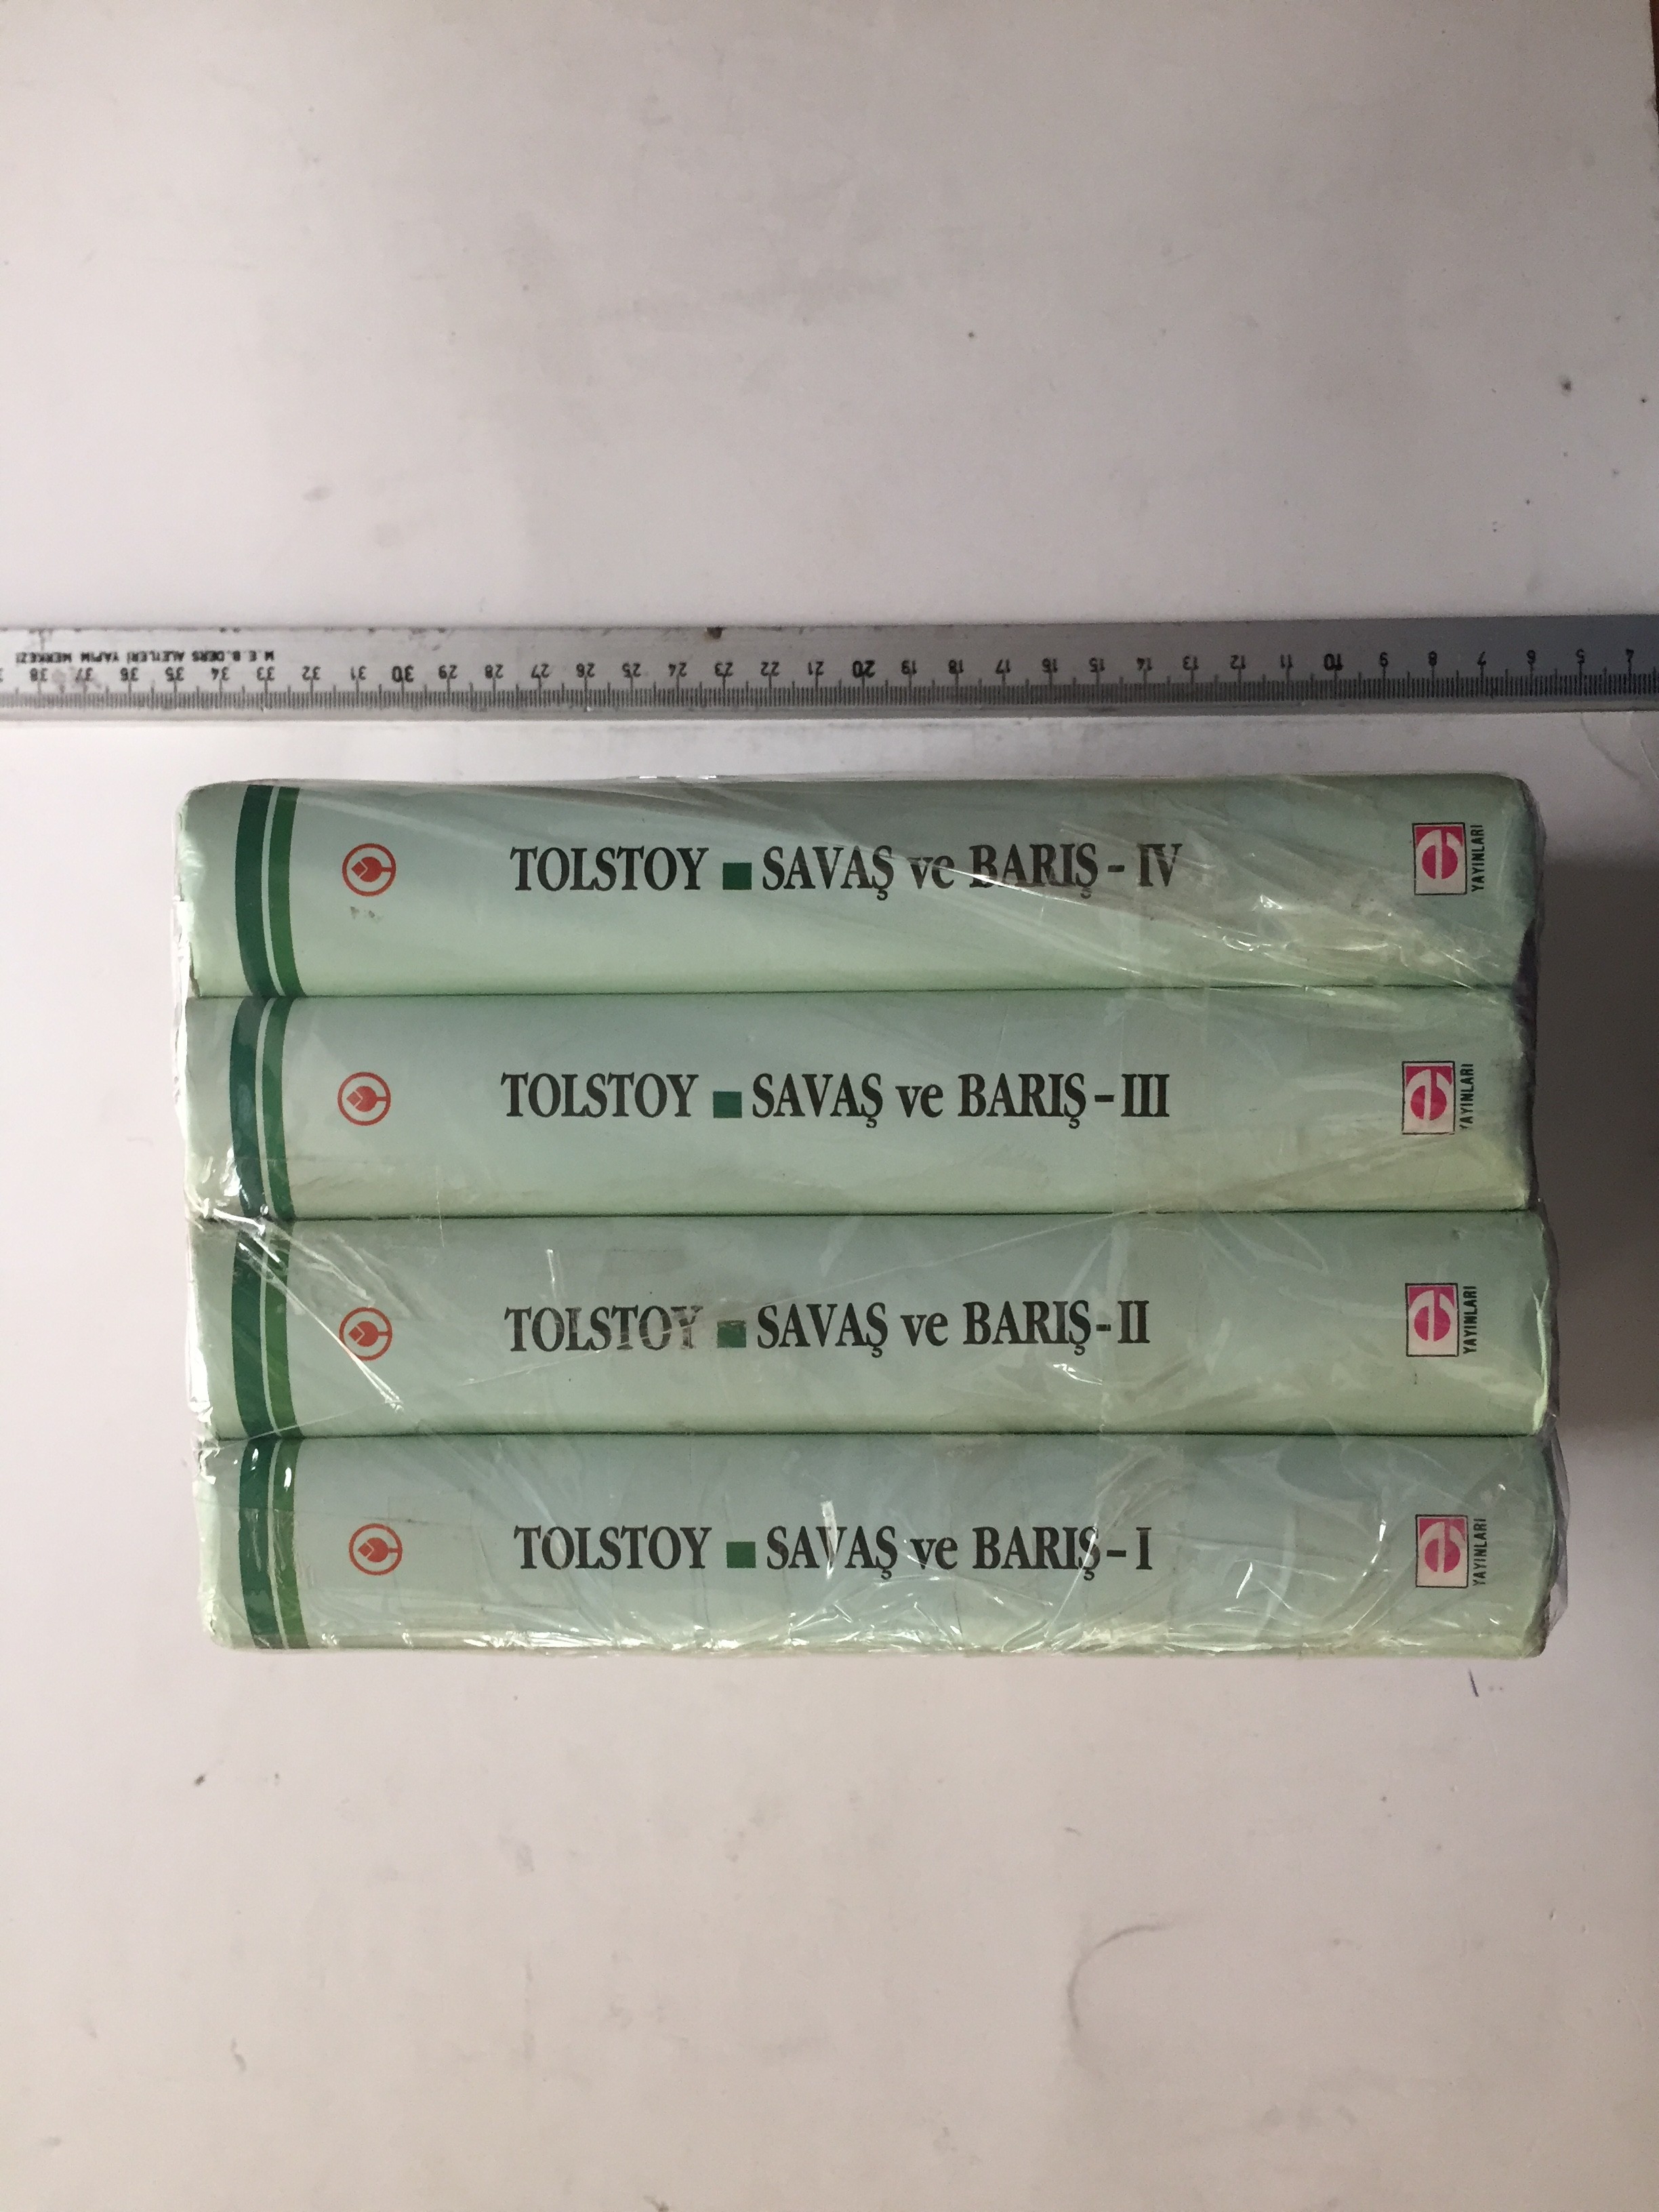 M.E.B. DERS ALETLERİ YAPIM MERKEZİ
38 37 36 35 34 33 32 31 30 29 28 27 26 25 24 23 22 21 20 19 18 17 16 15 14 13 12 11 10 9 8 7 6 5 4
TOLSTOY ■ SAVAŞ ve BARIŞ - IV
e YAYINLARI
TOLSTOY ■ SAVAŞ ve BARIŞ - III
e YAYINLARI
TOLSTOY ■ SAVAŞ ve BARIŞ - II
e YAYINLARI
TOLSTOY ■ SAVAŞ ve BARIŞ - I
e YAYINLARI